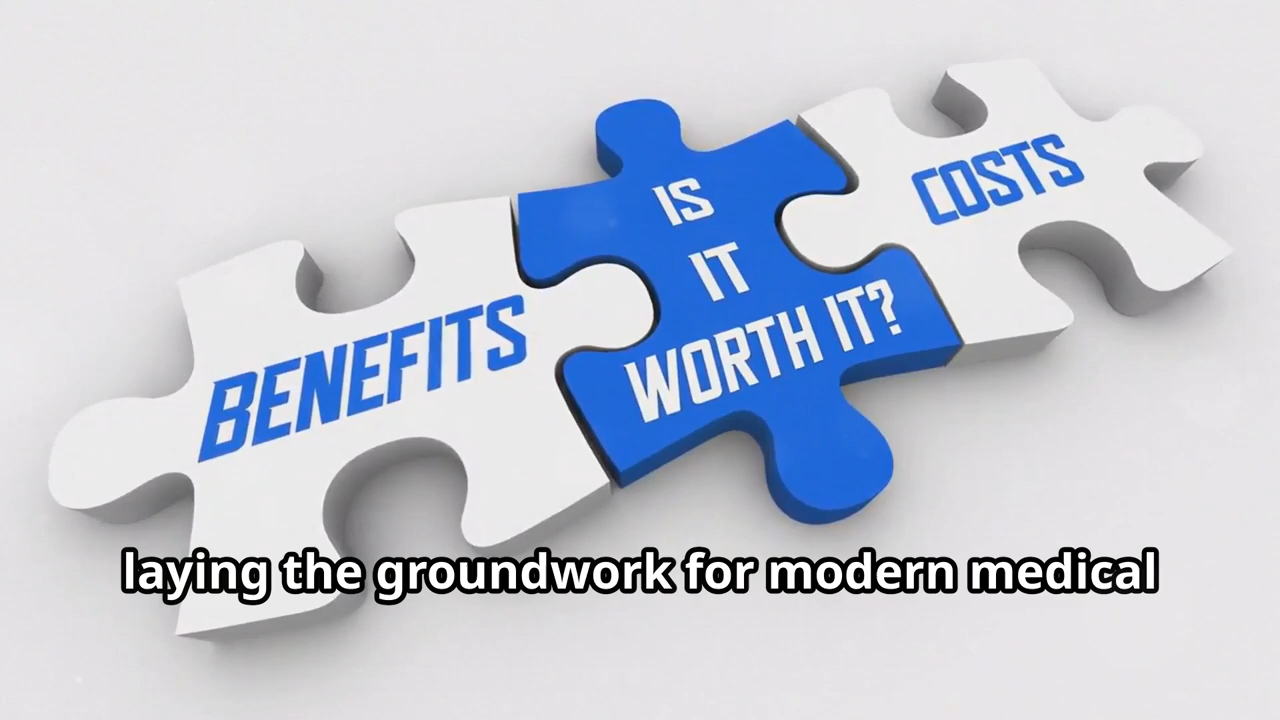 BENEFITS
IS
IT
WORTH IT?
COSTS
laying the groundwork for modern medical